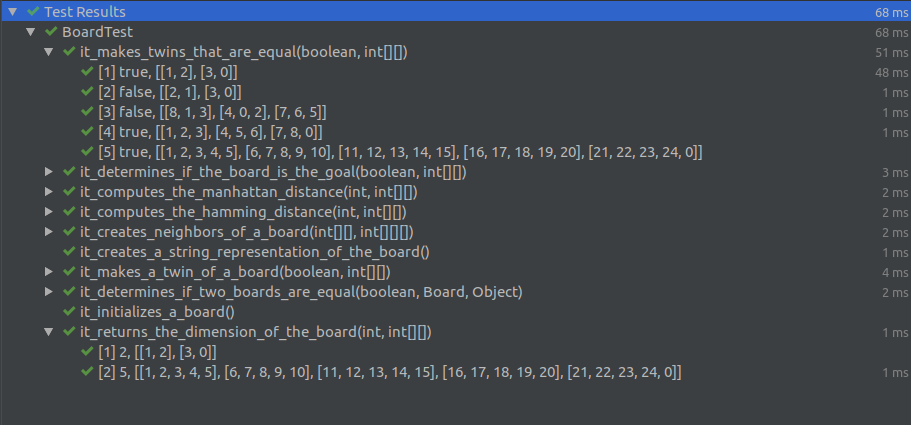 Test Results 68 ms
BoardTest 68 ms
it_makes_twins_that_are_equal(boolean, int[][]) 51 ms
[1] true, [[1, 2], [3, 0]] 48 ms
[2] false, [[2, 1], [3, 0]] 1 ms
[3] false, [[8, 1, 3], [4, 0, 2], [7, 6, 5]] 1 ms
[4] true, [[1, 2, 3], [4, 5, 6], [7, 8, 0]] 1 ms
[5] true, [[1, 2, 3, 4, 5], [6, 7, 8, 9, 10], [11, 12, 13, 14, 15], [16, 17, 18, 19, 20], [21, 22, 23, 24, 0]]
it_determines_if_the_board_is_the_goal(boolean, int[][]) 3 ms
it_computes_the_manhattan_distance(int, int[][]) 2 ms
it_computes_the_hamming_distance(int, int[][]) 2 ms
it_creates_neighbors_of_a_board(int[][], int[][][]) 2 ms
it_creates_a_string_representation_of_the_board() 1 ms
it_makes_a_twin_of_a_board(boolean, int[][]) 4 ms
it_determines_if_two_boards_are_equal(boolean, Board, Object) 2 ms
it_initializes_a_board()
it_returns_the_dimension_of_the_board(int, int[][]) 1 ms
[1] 2, [[1, 2], [3, 0]]
[2] 5, [[1, 2, 3, 4, 5], [6, 7, 8, 9, 10], [11, 12, 13, 14, 15], [16, 17, 18, 19, 20], [21, 22, 23, 24, 0]] 1 ms